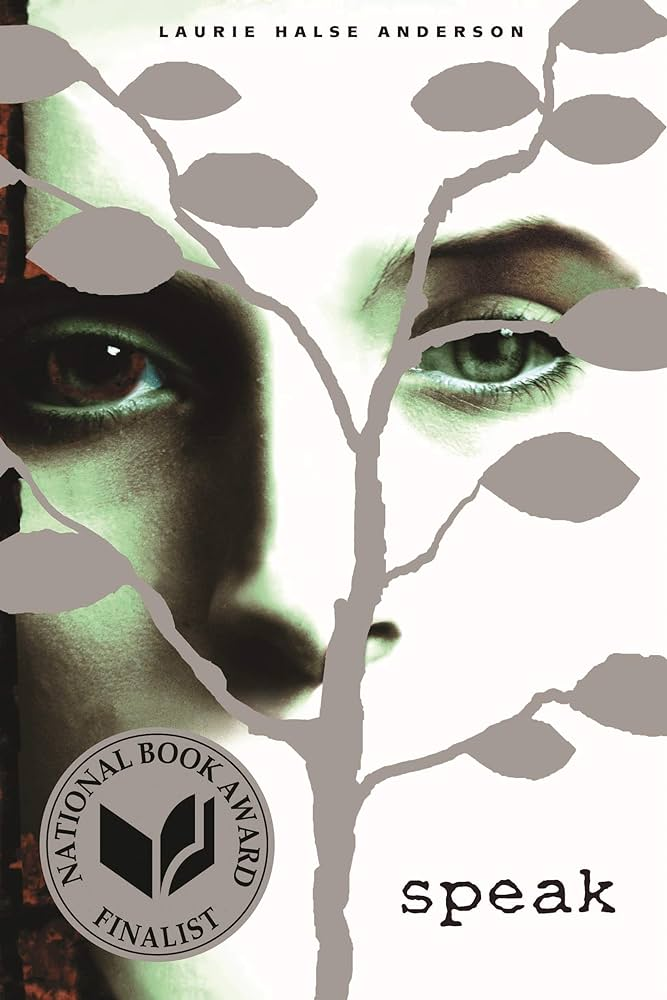 LAURIE HALSE ANDERSON
NATIONAL BOOK AWARD
FINALIST
speak